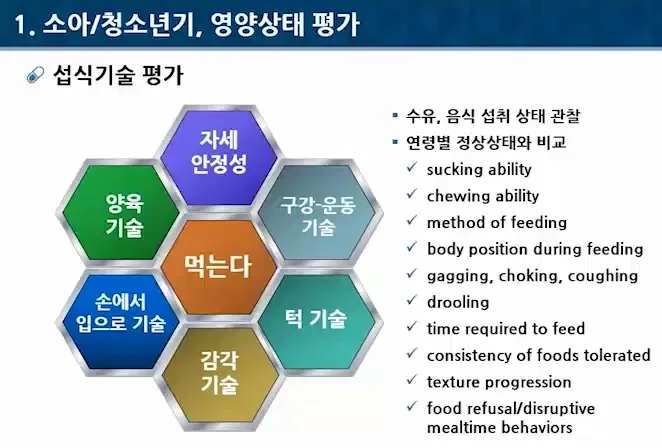 1. 소아/청소년기, 영양상태 평가
섭식기술 평가
자세
안정성
양육
기술
구강-운동
기술
먹는다
손에서
입으로 기술
턱 기술
감각
기술
수유, 음식 섭취 상태 관찰
연령별 정상상태와 비교
sucking ability
chewing ability
method of feeding
body position during feeding
gagging, choking, coughing
drooling
time required to feed
consistency of foods tolerated
texture progression
food refusal/disruptive
mealtime behaviors